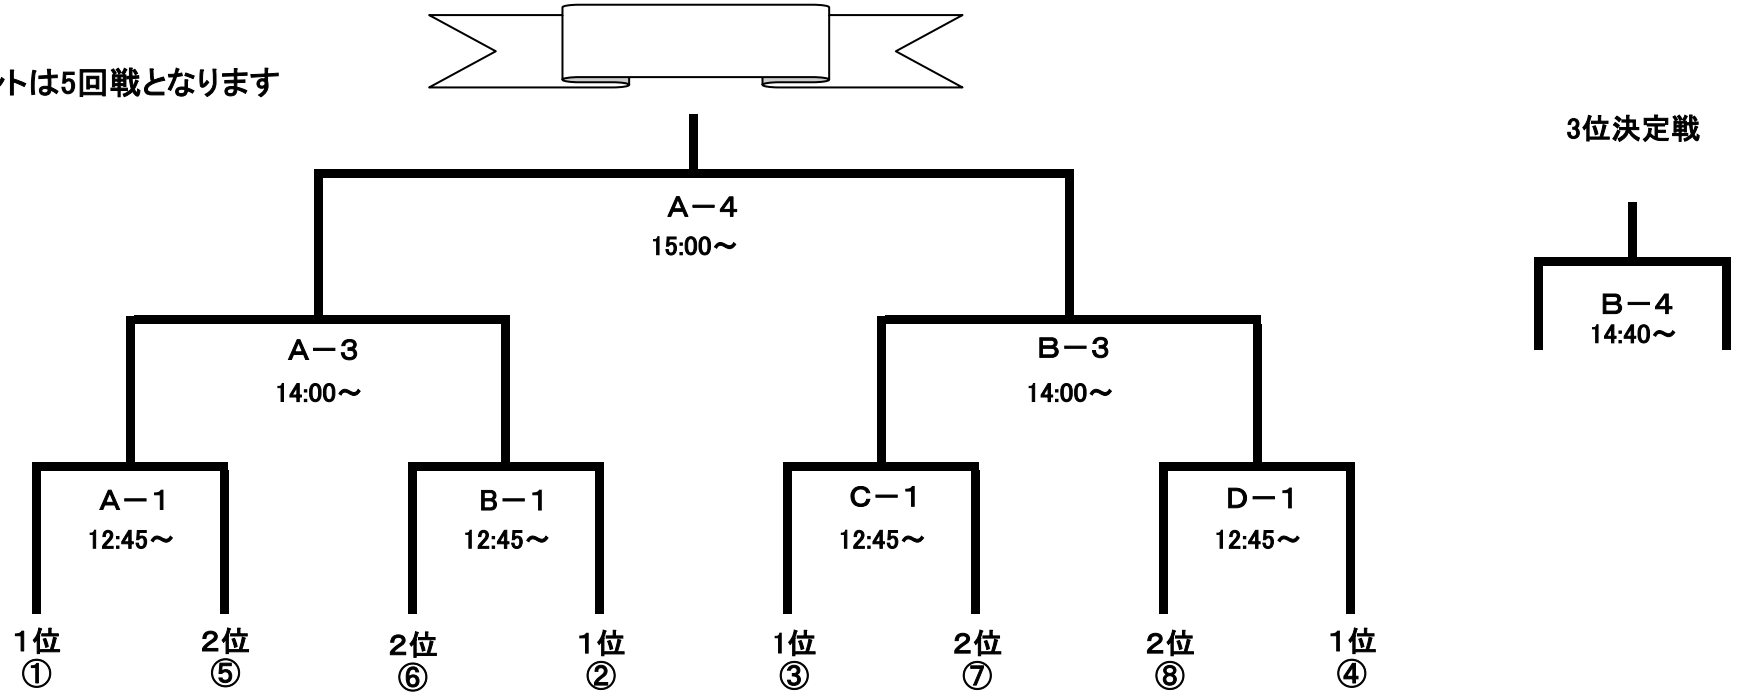 トは5回戦となります
3位決定戦
A－4
15:00～
B－4
14:40～
A－3
14:00～
B－3
14:00～
A－1
12:45～
B－1
12:45～
C－1
12:45～
D－1
12:45～
1位
①
2位
⑤
2位
⑥
1位
②
1位
③
2位
⑦
2位
⑧
1位
④